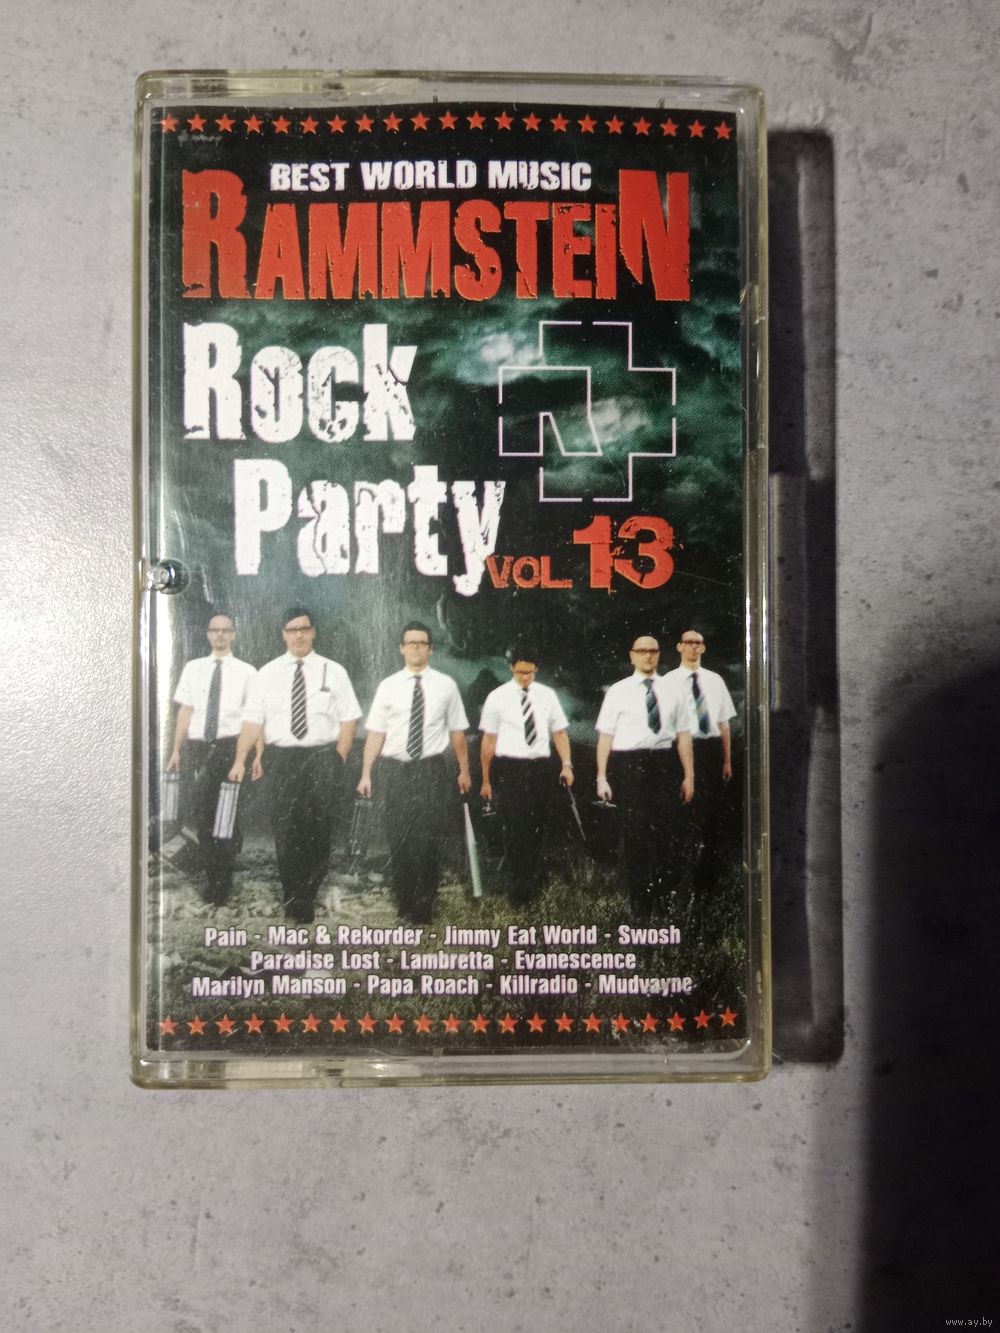 BEST WORLD MUSIC
RAMMSTEIN
Rock
Party
VOL. 13
Pain - Mac & Rekorder - Jimmy Eat World - Swosh
Paradise Lost - Lambretta - Evanescence
Marilyn Manson - Papa Roach - Killradio - Mudvayne
www.ay.by